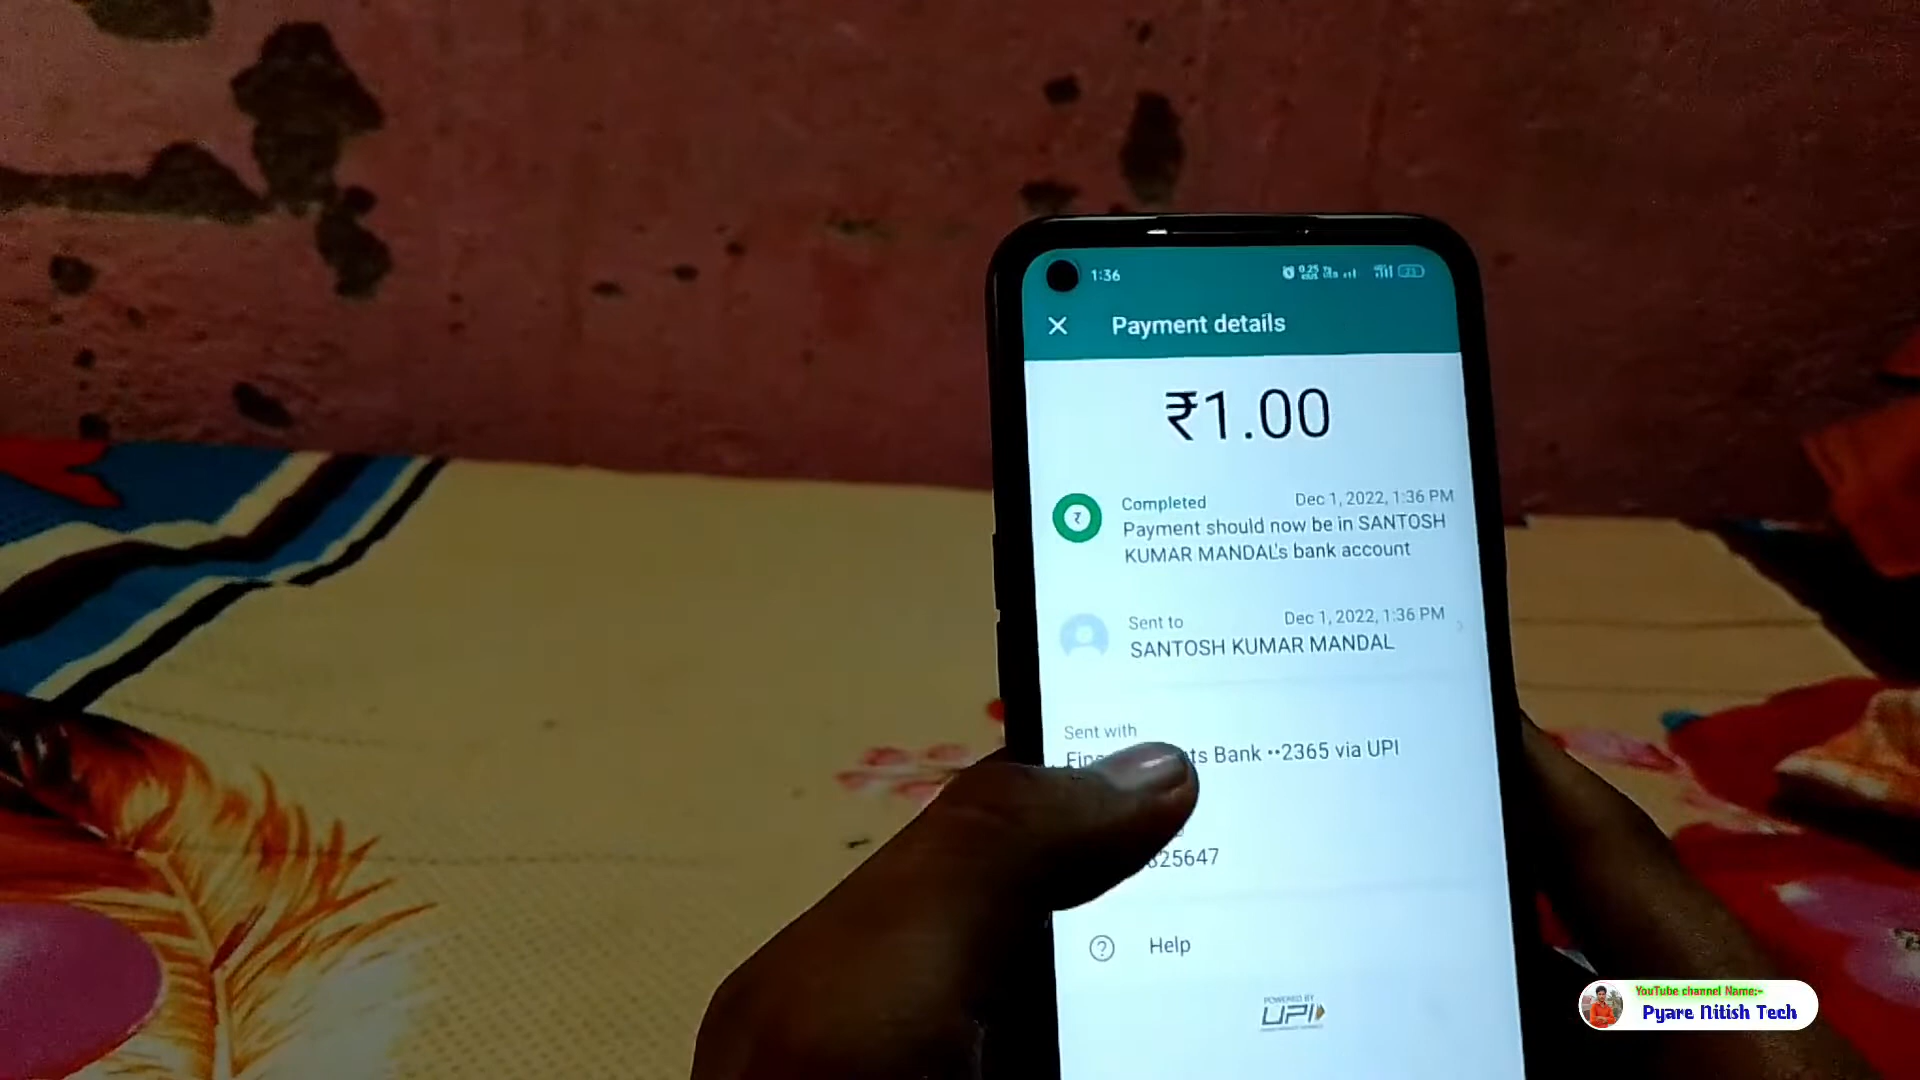 1:36
Payment details
₹1.00
Completed Dec 1, 2022, 1:36 PM
Payment should now be in SANTOSH
KUMAR MANDAL's bank account
Sent to Dec 1, 2022, 1:36 PM
SANTOSH KUMAR MANDAL
Sent with
Bank ••2365 via UPI
25647
Help
POWERED BY
UPI
YouTube channel Name:-
Pyare Nitish Tech